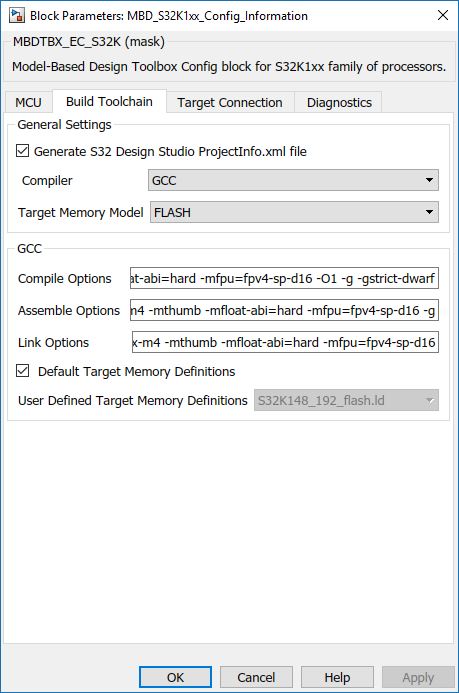 Block Parameters: MBD_S32K1xx_Config_Information
MBDTBX_EC_S32K (mask)
Model-Based Design Toolbox Config block for S32K1xx family of processors.
MCU Build Toolchain Target Connection Diagnostics
General Settings
Generate S32 Design Studio ProjectInfo.xml file
Compiler GCC
Target Memory Model FLASH
GCC
Compile Options at-abi=hard -mfpu=fpv4-sp-d16 -O1 -g -gstrict-dwarf
Assemble Options m4 -mthumb -mfloat-abi=hard -mfpu=fpv4-sp-d16 -g
Link Options x-m4 -mthumb -mfloat-abi=hard -mfpu=fpv4-sp-d16
Default Target Memory Definitions
User Defined Target Memory Definitions S32K148_192_flash.ld
OK Cancel Help Apply